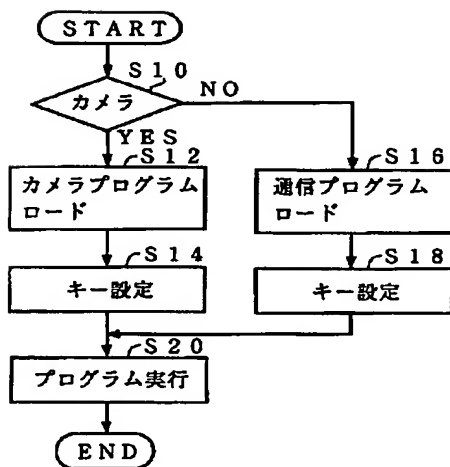 START
S10
カメラ
NO
YES
S12
カメラプログラム
ロード
S16
通信プログラム
ロード
S14
キー設定
S18
キー設定
S20
プログラム実行
END